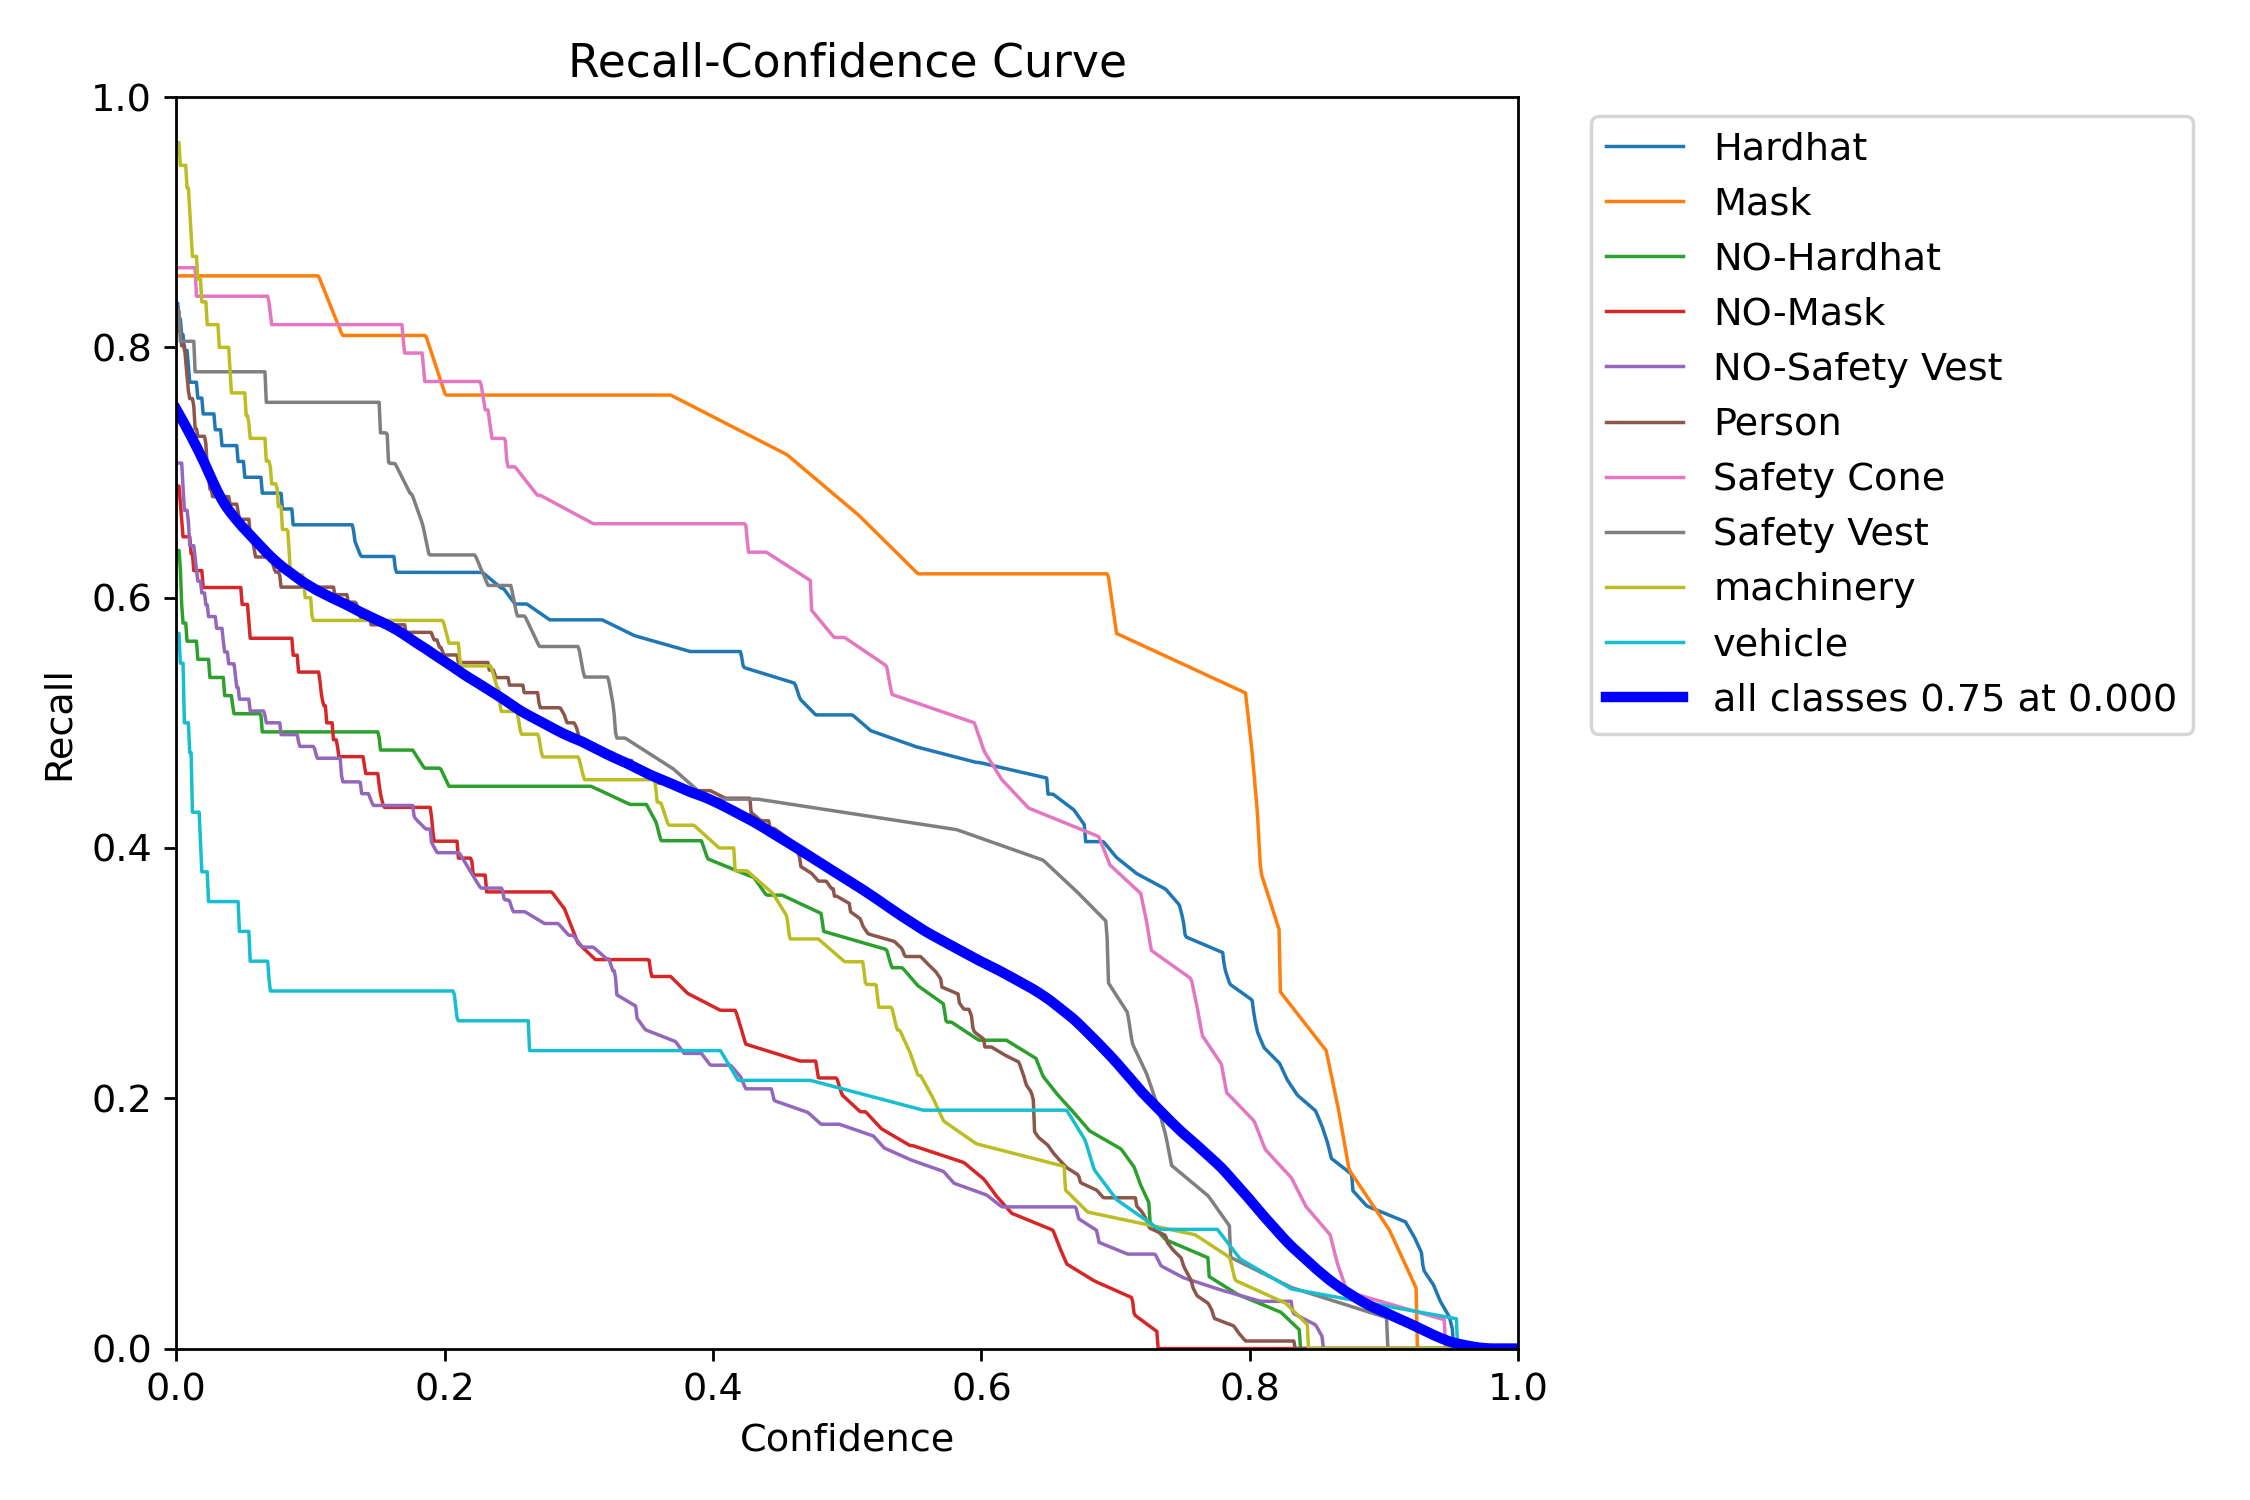 Recall-Confidence Curve
1.0
0.8
0.6
0.4
0.2
0.0
Recall
0.0 0.2 0.4 0.6 0.8 1.0
Confidence
Hardhat
Mask
NO-Hardhat
NO-Mask
NO-Safety Vest
Person
Safety Cone
Safety Vest
machinery
vehicle
all classes 0.75 at 0.000